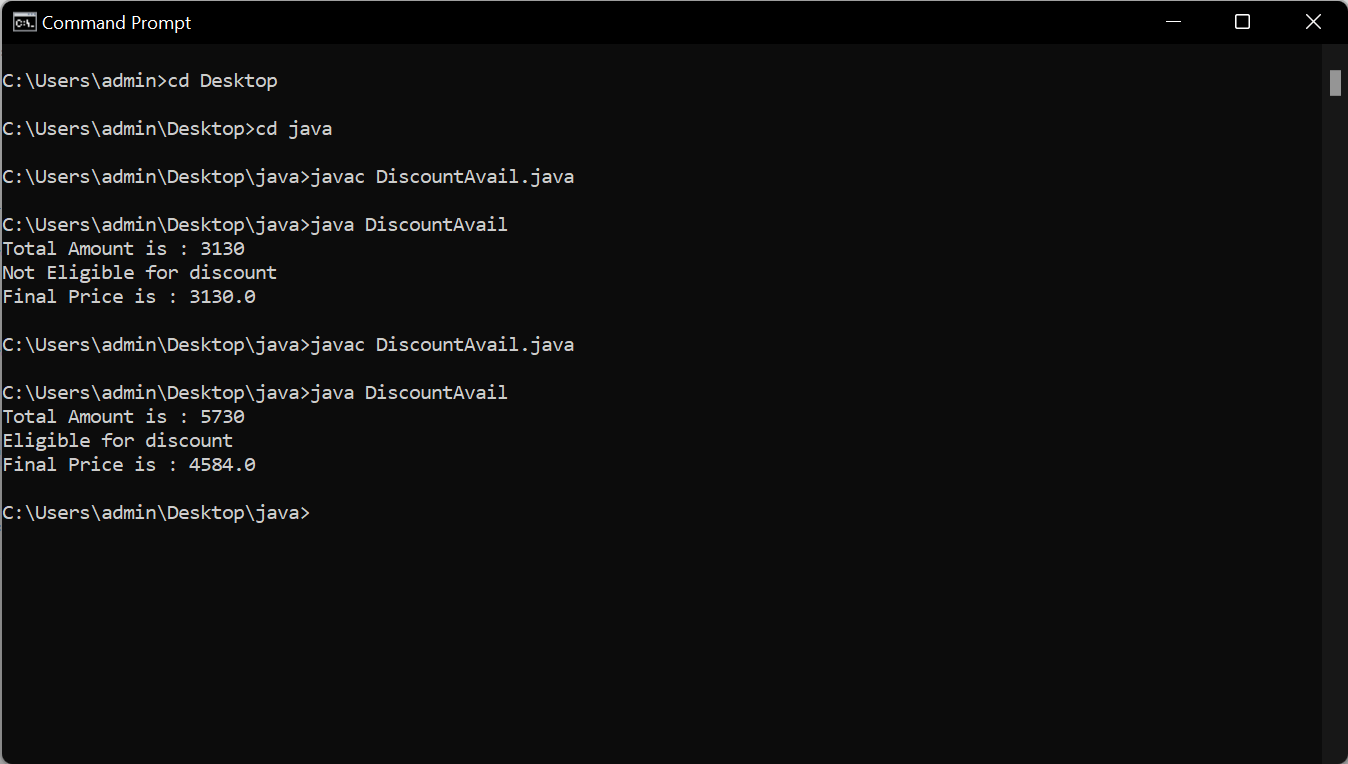 Command Prompt
C:\Users\admin>cd Desktop
C:\Users\admin\Desktop>cd java
C:\Users\admin\Desktop\java>javac DiscountAvail.java
C:\Users\admin\Desktop\java>java DiscountAvail
Total Amount is : 3130
Not Eligible for discount
Final Price is : 3130.0
C:\Users\admin\Desktop\java>javac DiscountAvail.java
C:\Users\admin\Desktop\java>java DiscountAvail
Total Amount is : 5730
Eligible for discount
Final Price is : 4584.0
C:\Users\admin\Desktop\java>